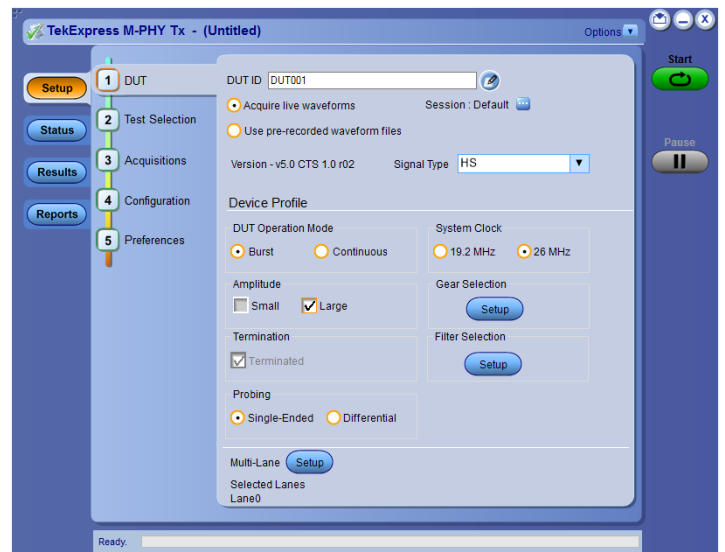 TekExpress M-PHY Tx - (Untitled)
Options
Start
Pause
Setup
Status
Results
Reports
1 DUT
2 Test Selection
3 Acquisitions
4 Configuration
5 Preferences
DUT ID DUT001
Acquire live waveforms Session : Default
Use pre-recorded waveform files
Version - v5.0 CTS 1.0 r02 Signal Type HS
Device Profile
DUT Operation Mode
Burst Continuous
System Clock
19.2 MHz 26 MHz
Amplitude
Small Large
Gear Selection
Setup
Termination
Terminated
Filter Selection
Setup
Probing
Single-Ended Differential
Multi-Lane Setup
Selected Lanes
Lane0
Ready.